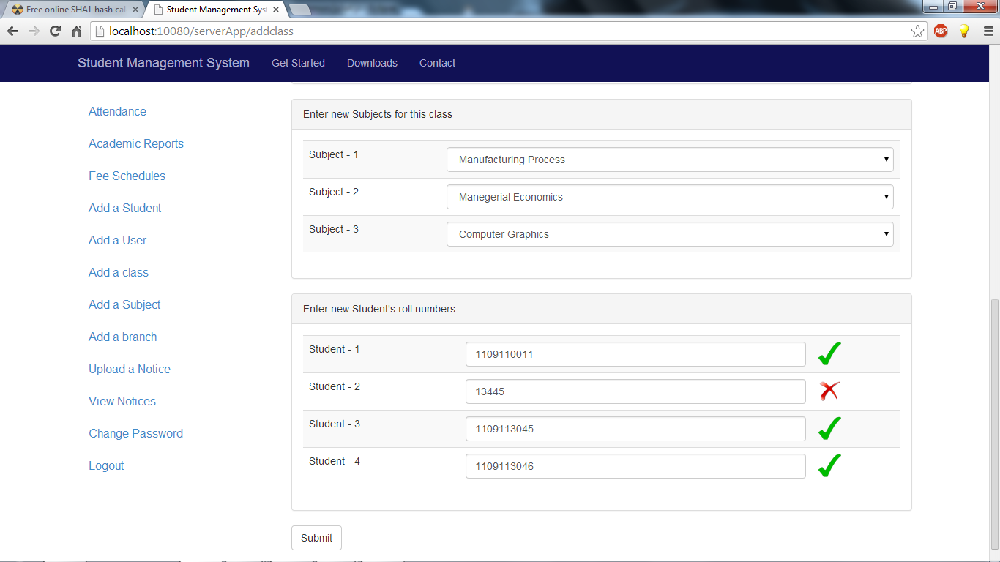 Free online SHA1 hash cal
Student Management Syst
localhost:10080/serverApp/addclass
ABP
Student Management System Get Started Downloads Contact
Attendance
Academic Reports
Fee Schedules
Add a Student
Add a User
Add a class
Add a Subject
Add a branch
Upload a Notice
View Notices
Change Password
Logout
Enter new Subjects for this class
Subject - 1 Manufacturing Process
Subject - 2 Manegerial Economics
Subject - 3 Computer Graphics
Enter new Student's roll numbers
Student - 1 1109110011
Student - 2 13445
Student - 3 1109113045
Student - 4 1109113046
Submit